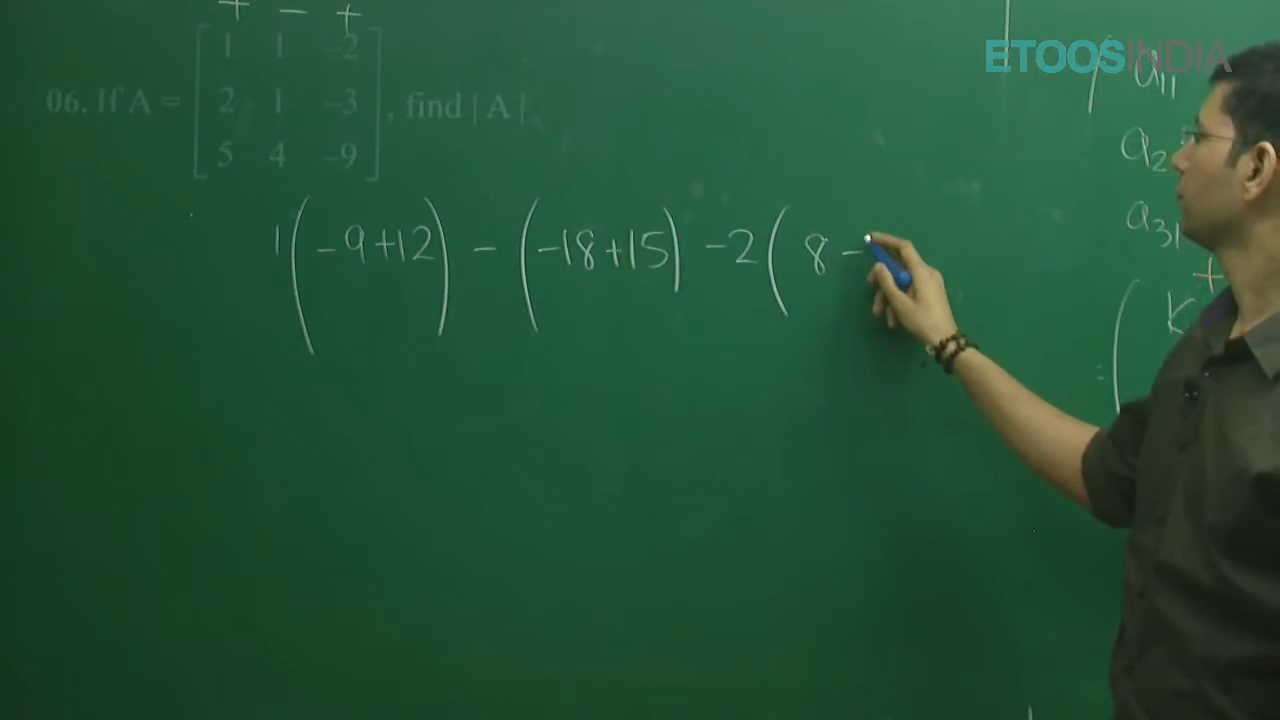 ETOOSINDIA
+ − +
1 1 −2
06. If A = 2 1 −3 , find | A |.
5 4 −9
1(−9+12) − (−18+15) −2( 8 −
a₁₁
a₂
a₃₁
+
K